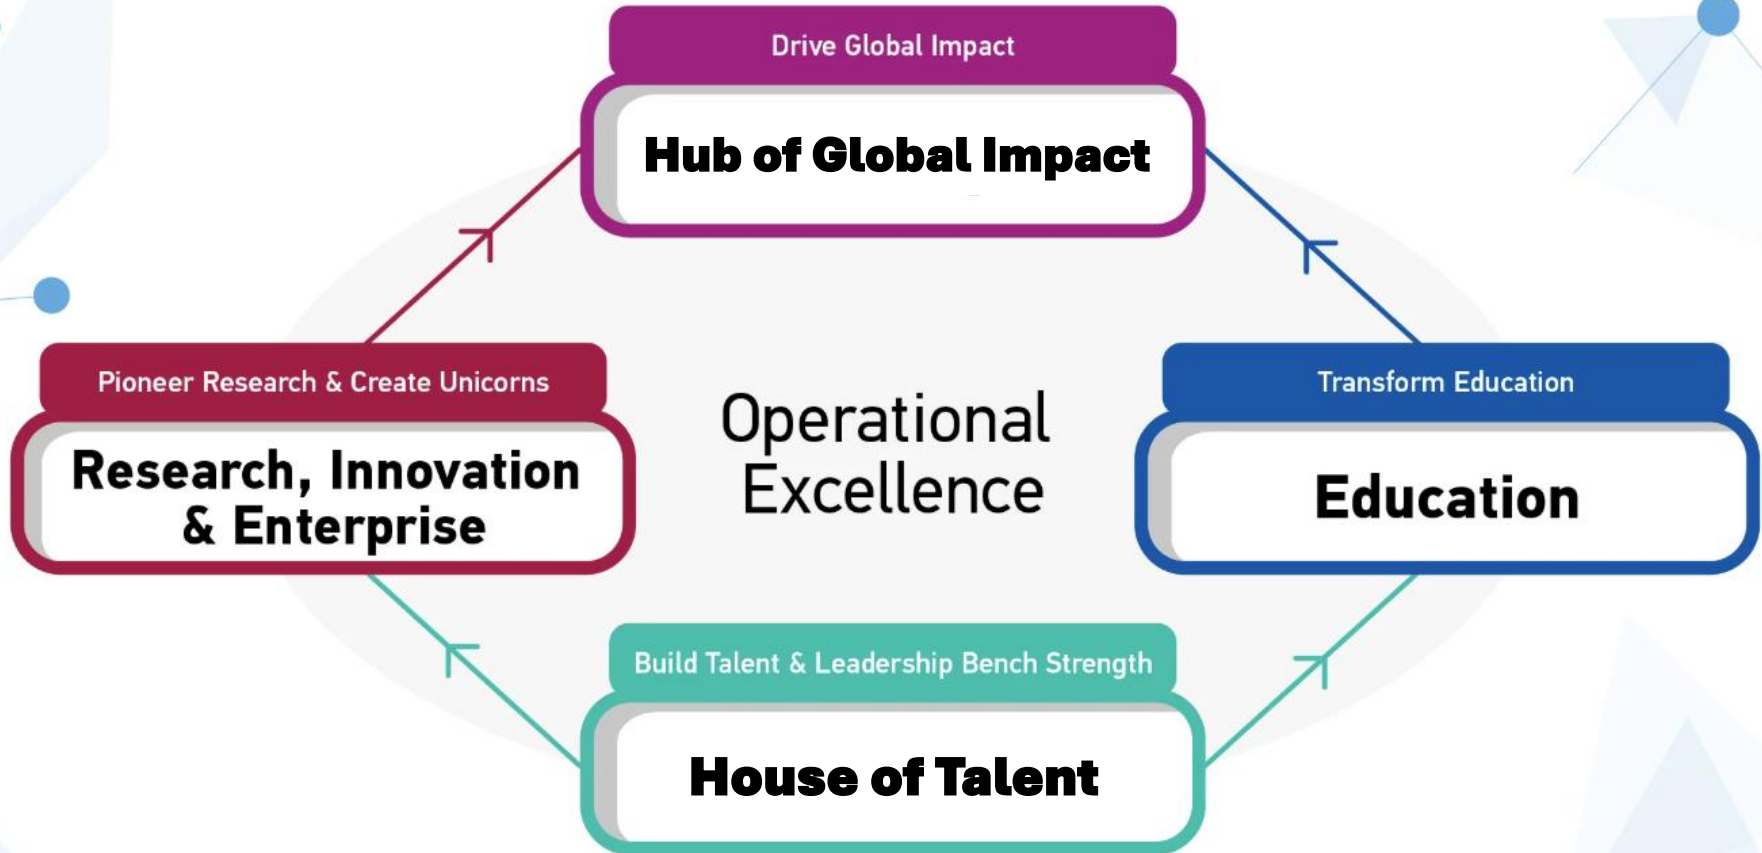 Drive Global Impact
Hub of Global Impact
Pioneer Research & Create Unicorns
Research, Innovation
& Enterprise
Operational
Excellence
Transform Education
Education
Build Talent & Leadership Bench Strength
House of Talent